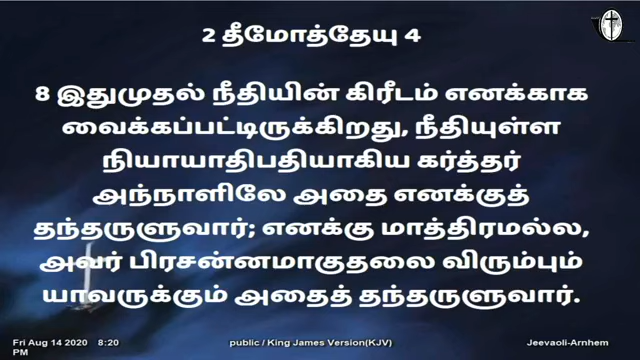 2 தீமோத்தேயு 4
8 இதுமுதல் நீதியின் கிரீடம் எனக்காக
வைக்கப்பட்டிருக்கிறது, நீதியுள்ள
நியாயாதிபதியாகிய கர்த்தர்
அந்நாளிலே அதை எனக்குத்
தந்தருளுவார்; எனக்கு மாத்திரமல்ல,
அவர் பிரசன்னமாகுதலை விரும்பும்
யாவருக்கும் அதைத் தந்தருளுவார்.
Fri Aug 14 2020 8:20
PM
public / King James Version(KJV)
Jeevaoli-Arnhem